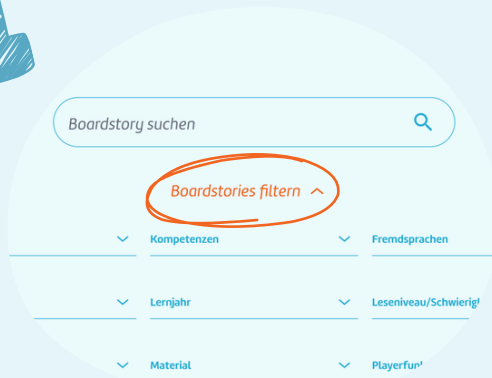 Boardstory suchen
Boardstories filtern
Kompetenzen Fremdsprachen
Lernjahr
Material